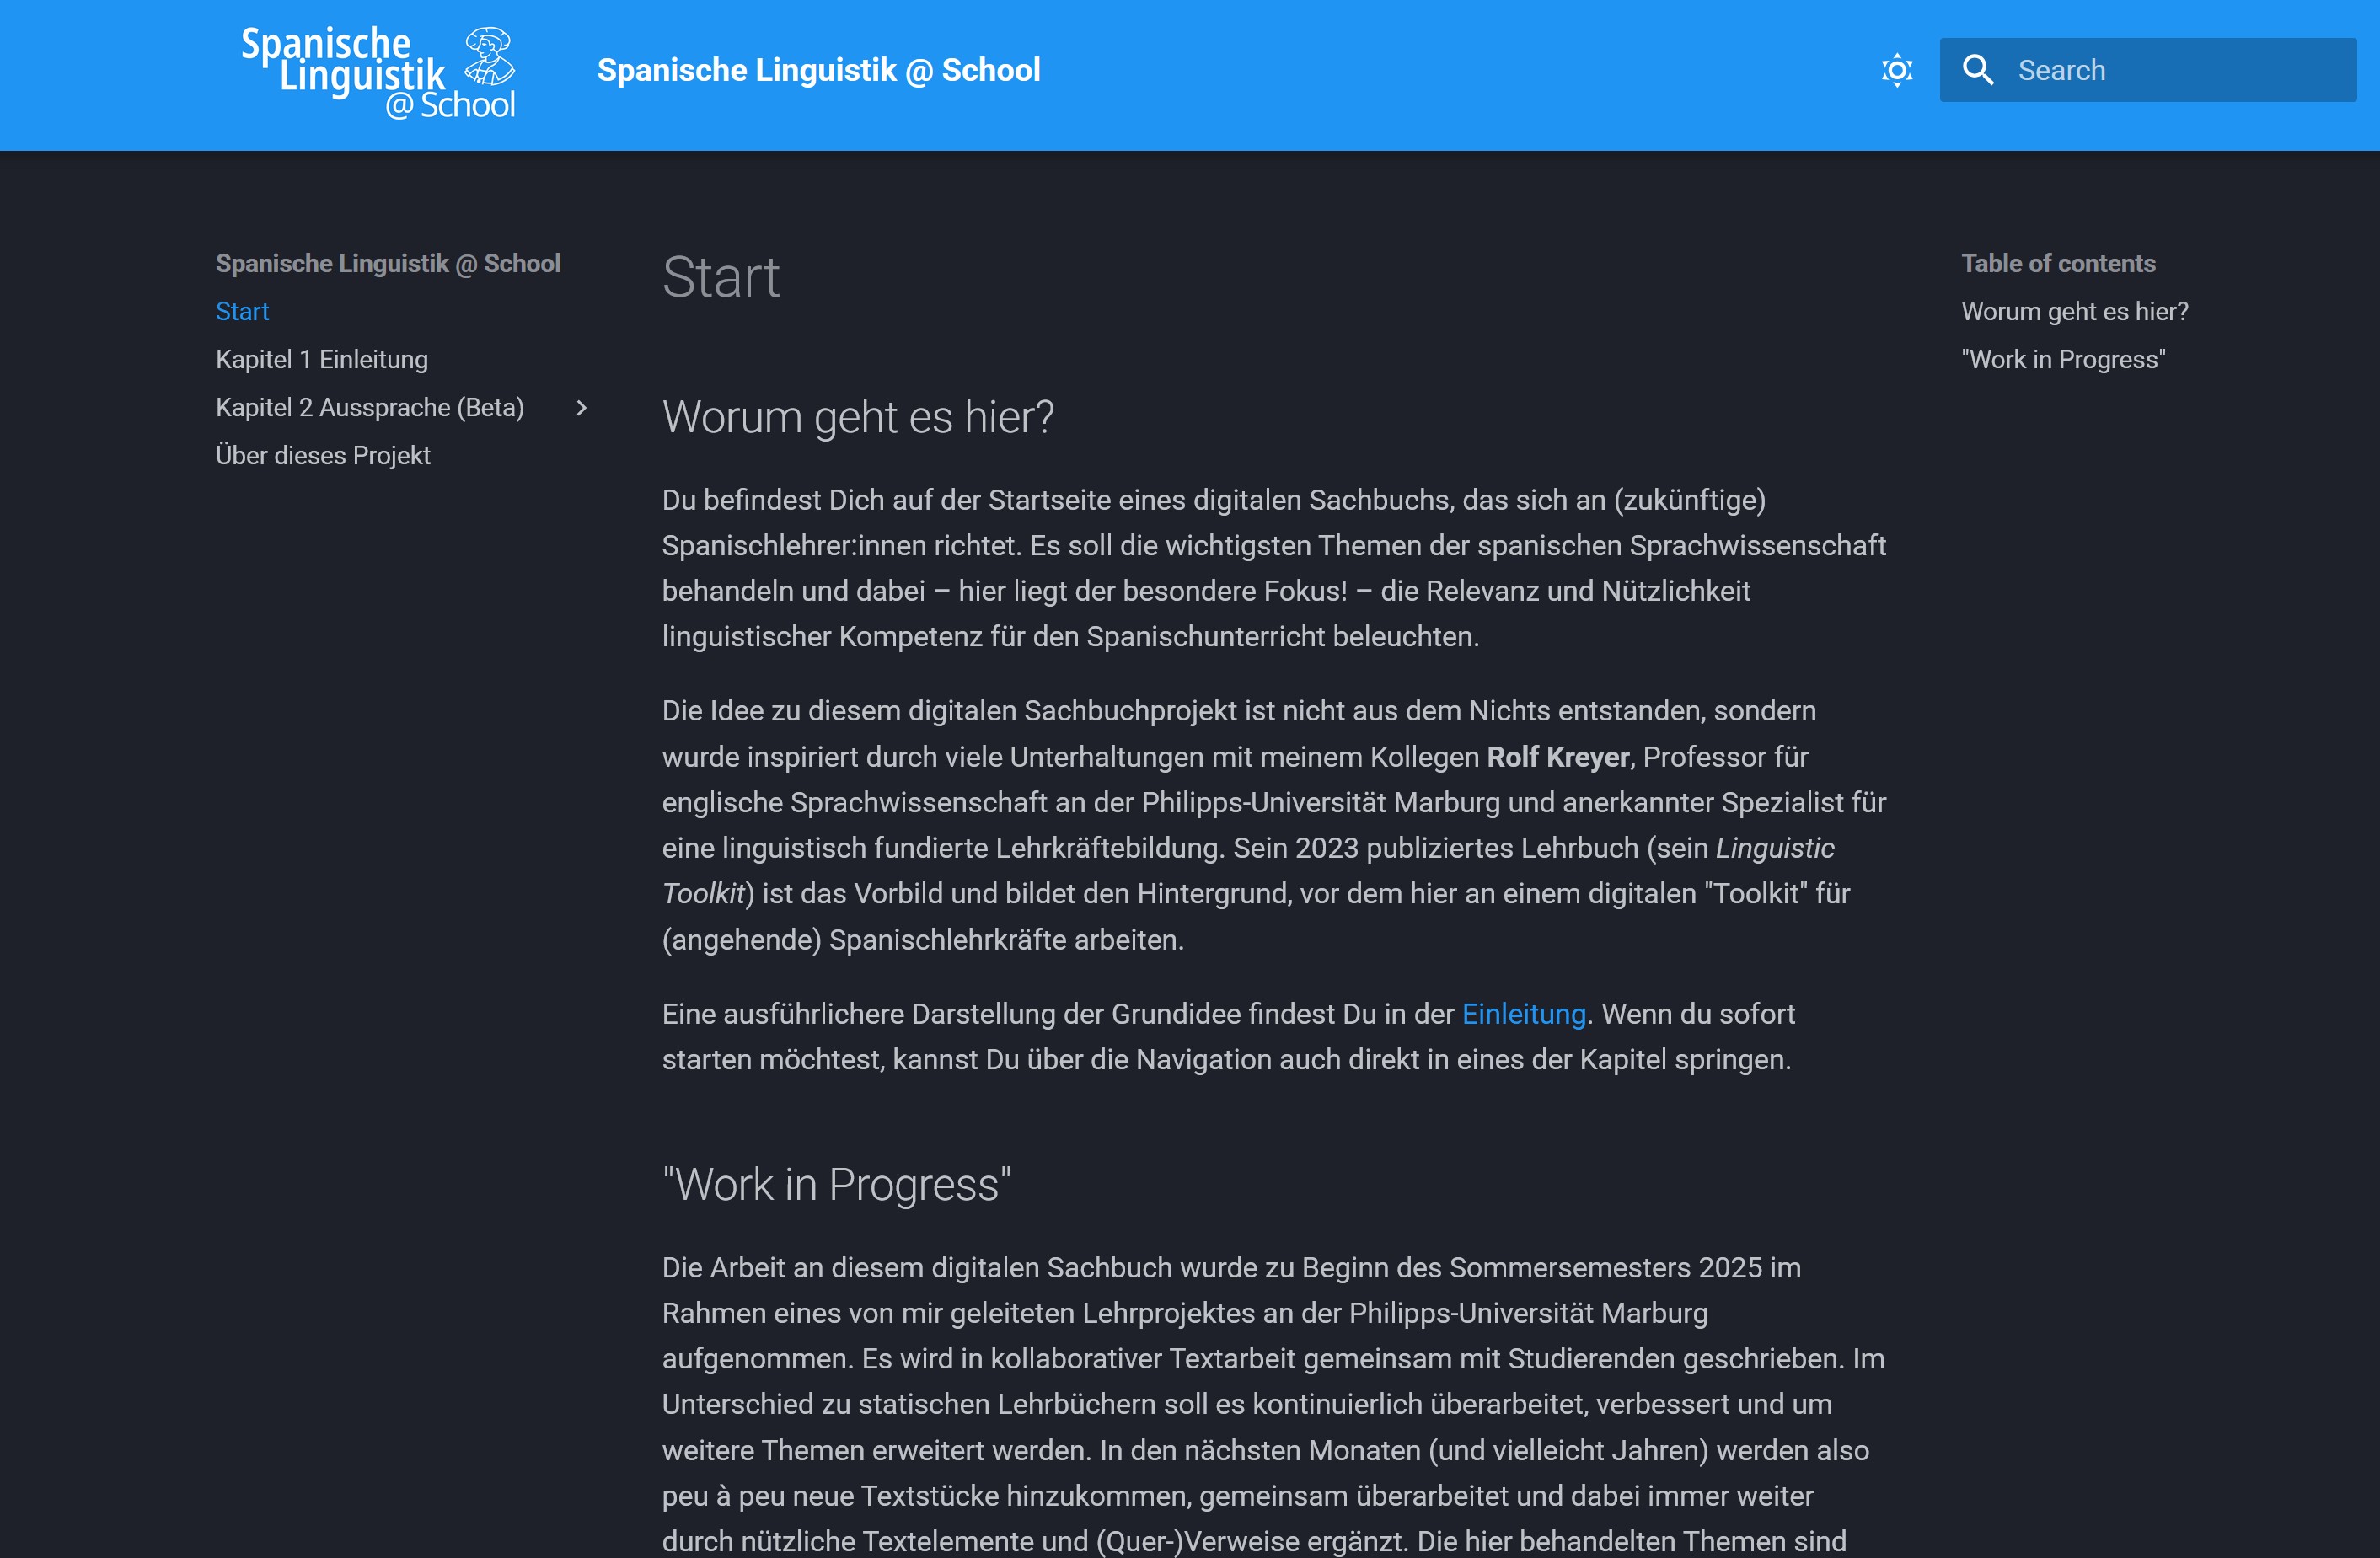 Spanische
Linguistik
@ School
Spanische Linguistik @ School
Search
Spanische Linguistik @ School
Start
Kapitel 1 Einleitung
Kapitel 2 Aussprache (Beta)
Über dieses Projekt
Start
Worum geht es hier?
Du befindest Dich auf der Startseite eines digitalen Sachbuchs, das sich an (zukünftige)
Spanischlehrer:innen richtet. Es soll die wichtigsten Themen der spanischen Sprachwissenschaft
behandeln und dabei – hier liegt der besondere Fokus! – die Relevanz und Nützlichkeit
linguistischer Kompetenz für den Spanischunterricht beleuchten.
Die Idee zu diesem digitalen Sachbuchprojekt ist nicht aus dem Nichts entstanden, sondern
wurde inspiriert durch viele Unterhaltungen mit meinem Kollegen Rolf Kreyer, Professor für
englische Sprachwissenschaft an der Philipps-Universität Marburg und anerkannter Spezialist für
eine linguistisch fundierte Lehrkräftebildung. Sein 2023 publiziertes Lehrbuch (sein Linguistic
Toolkit) ist das Vorbild und bildet den Hintergrund, vor dem hier an einem digitalen "Toolkit" für
(angehende) Spanischlehrkräfte arbeiten.
Eine ausführlichere Darstellung der Grundidee findest Du in der Einleitung. Wenn du sofort
starten möchtest, kannst Du über die Navigation auch direkt in eines der Kapitel springen.
"Work in Progress"
Die Arbeit an diesem digitalen Sachbuch wurde zu Beginn des Sommersemesters 2025 im
Rahmen eines von mir geleiteten Lehrprojektes an der Philipps-Universität Marburg
aufgenommen. Es wird in kollaborativer Textarbeit gemeinsam mit Studierenden geschrieben. Im
Unterschied zu statischen Lehrbüchern soll es kontinuierlich überarbeitet, verbessert und um
weitere Themen erweitert werden. In den nächsten Monaten (und vielleicht Jahren) werden also
peu à peu neue Textstücke hinzukommen, gemeinsam überarbeitet und dabei immer weiter
durch nützliche Textelemente und (Quer-)Verweise ergänzt. Die hier behandelten Themen sind
Table of contents
Worum geht es hier?
"Work in Progress"